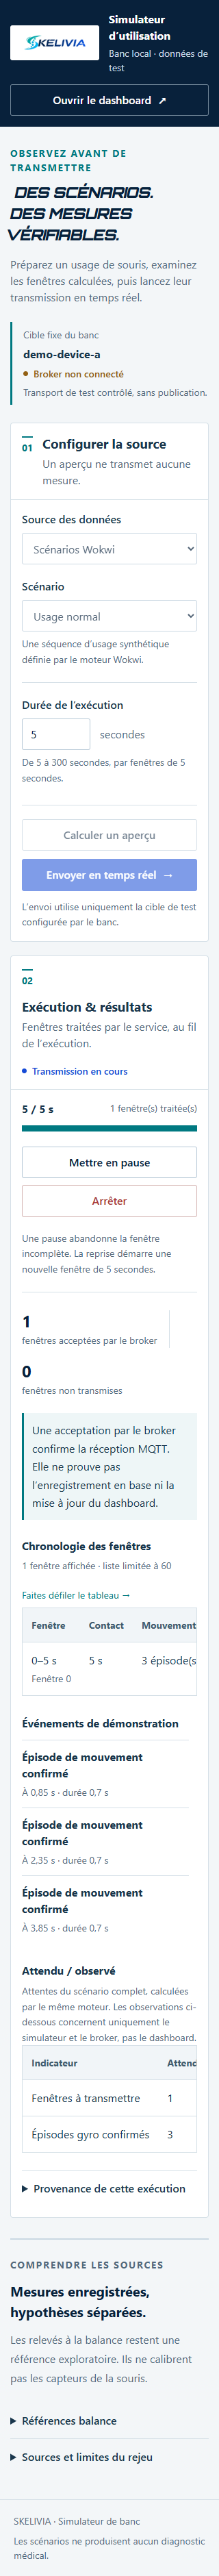 SKELIVIA
Simulateur
d’utilisation
Banc local · données de
test
Ouvrir le dashboard ↗
OBSERVEZ AVANT DE
TRANSMETTRE
DES SCÉNARIOS.
DES MESURES
VÉRIFIABLES.
Préparez un usage de souris, examinez
les fenêtres calculées, puis lancez leur
transmission en temps réel.
Cible fixe du banc
demo-device-a
Broker non connecté
Transport de test contrôlé, sans publication.
01
Configurer la source
Un aperçu ne transmet aucune
mesure.
Source des données
Scénarios Wokwi
Scénario
Usage normal
Une séquence d’usage synthétique
définie par le moteur Wokwi.
Durée de l’exécution
5 secondes
De 5 à 300 secondes, par fenêtres de 5
secondes.
Calculer un aperçu
Envoyer en temps réel →
L’envoi utilise uniquement la cible de test
configurée par le banc.
02
Exécution & résultats
Fenêtres traitées par le service, au fil
de l’exécution.
Transmission en cours
5 / 5 s 1 fenêtre(s) traitée(s)
Mettre en pause
Arrêter
Une pause abandonne la fenêtre
incomplète. La reprise démarre une
nouvelle fenêtre de 5 secondes.
1
fenêtres acceptées par le broker
0
fenêtres non transmises
Une acceptation par le broker
confirme la réception MQTT.
Elle ne prouve pas
l’enregistrement en base ni la
mise à jour du dashboard.
Chronologie des fenêtres
1 fenêtre affichée · liste limitée à 60
Faites défiler le tableau →
Fenêtre Contact Mouvement
0–5 s 5 s 3 épisode(s
Fenêtre 0
Événements de démonstration
Épisode de mouvement
confirmé
À 0,85 s · durée 0,7 s
Épisode de mouvement
confirmé
À 2,35 s · durée 0,7 s
Épisode de mouvement
confirmé
À 3,85 s · durée 0,7 s
Attendu / observé
Attentes du scénario complet, calculées
par le même moteur. Les observations ci-
dessous concernent uniquement le
simulateur et le broker, pas le dashboard.
Indicateur Attend
Fenêtres à transmettre 1
Épisodes gyro confirmés 3
Provenance de cette exécution
COMPRENDRE LES SOURCES
Mesures enregistrées,
hypothèses séparées.
Les relevés à la balance restent une
référence exploratoire. Ils ne calibrent
pas les capteurs de la souris.
Références balance
Sources et limites du rejeu
SKELIVIA · Simulateur de banc
Les scénarios ne produisent aucun diagnostic
médical.